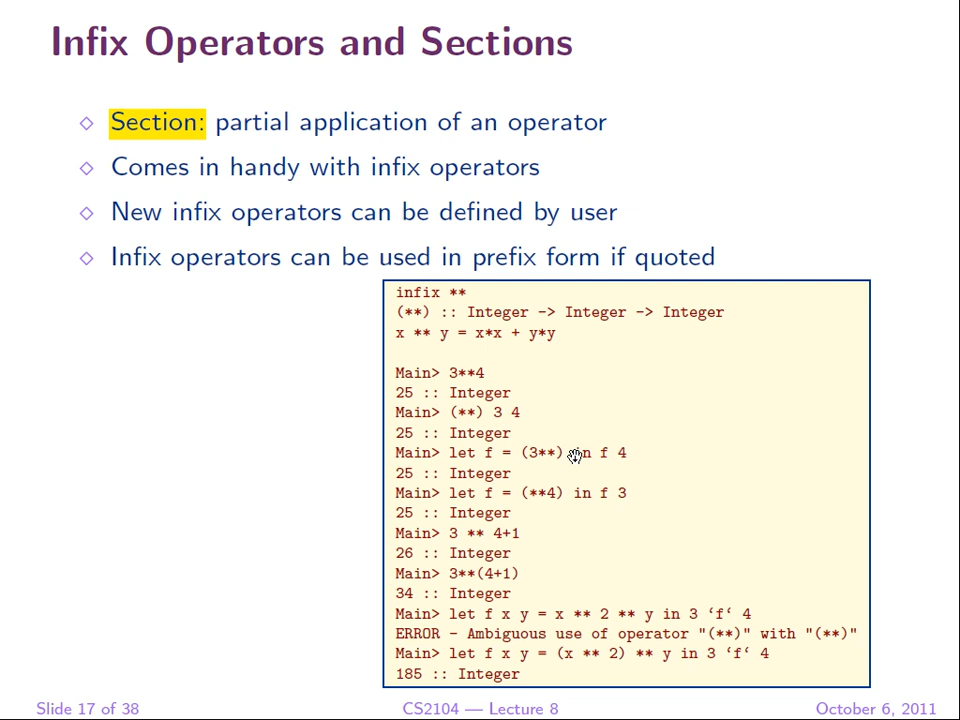 Infix Operators and Sections
Section: partial application of an operator
Comes in handy with infix operators
New infix operators can be defined by user
Infix operators can be used in prefix form if quoted
infix **
(**) :: Integer -> Integer -> Integer
x ** y = x*x + y*y
Main> 3**4
25 :: Integer
Main> (**) 3 4
25 :: Integer
Main> let f = (3**) in f 4
25 :: Integer
Main> let f = (**4) in f 3
25 :: Integer
Main> 3 ** 4+1
26 :: Integer
Main> 3**(4+1)
34 :: Integer
Main> let f x y = x ** 2 ** y in 3 ‘f‘ 4
ERROR - Ambiguous use of operator "(**)" with "(**)"
Main> let f x y = (x ** 2) ** y in 3 ‘f‘ 4
185 :: Integer
Slide 17 of 38
CS2104 — Lecture 8
October 6, 2011